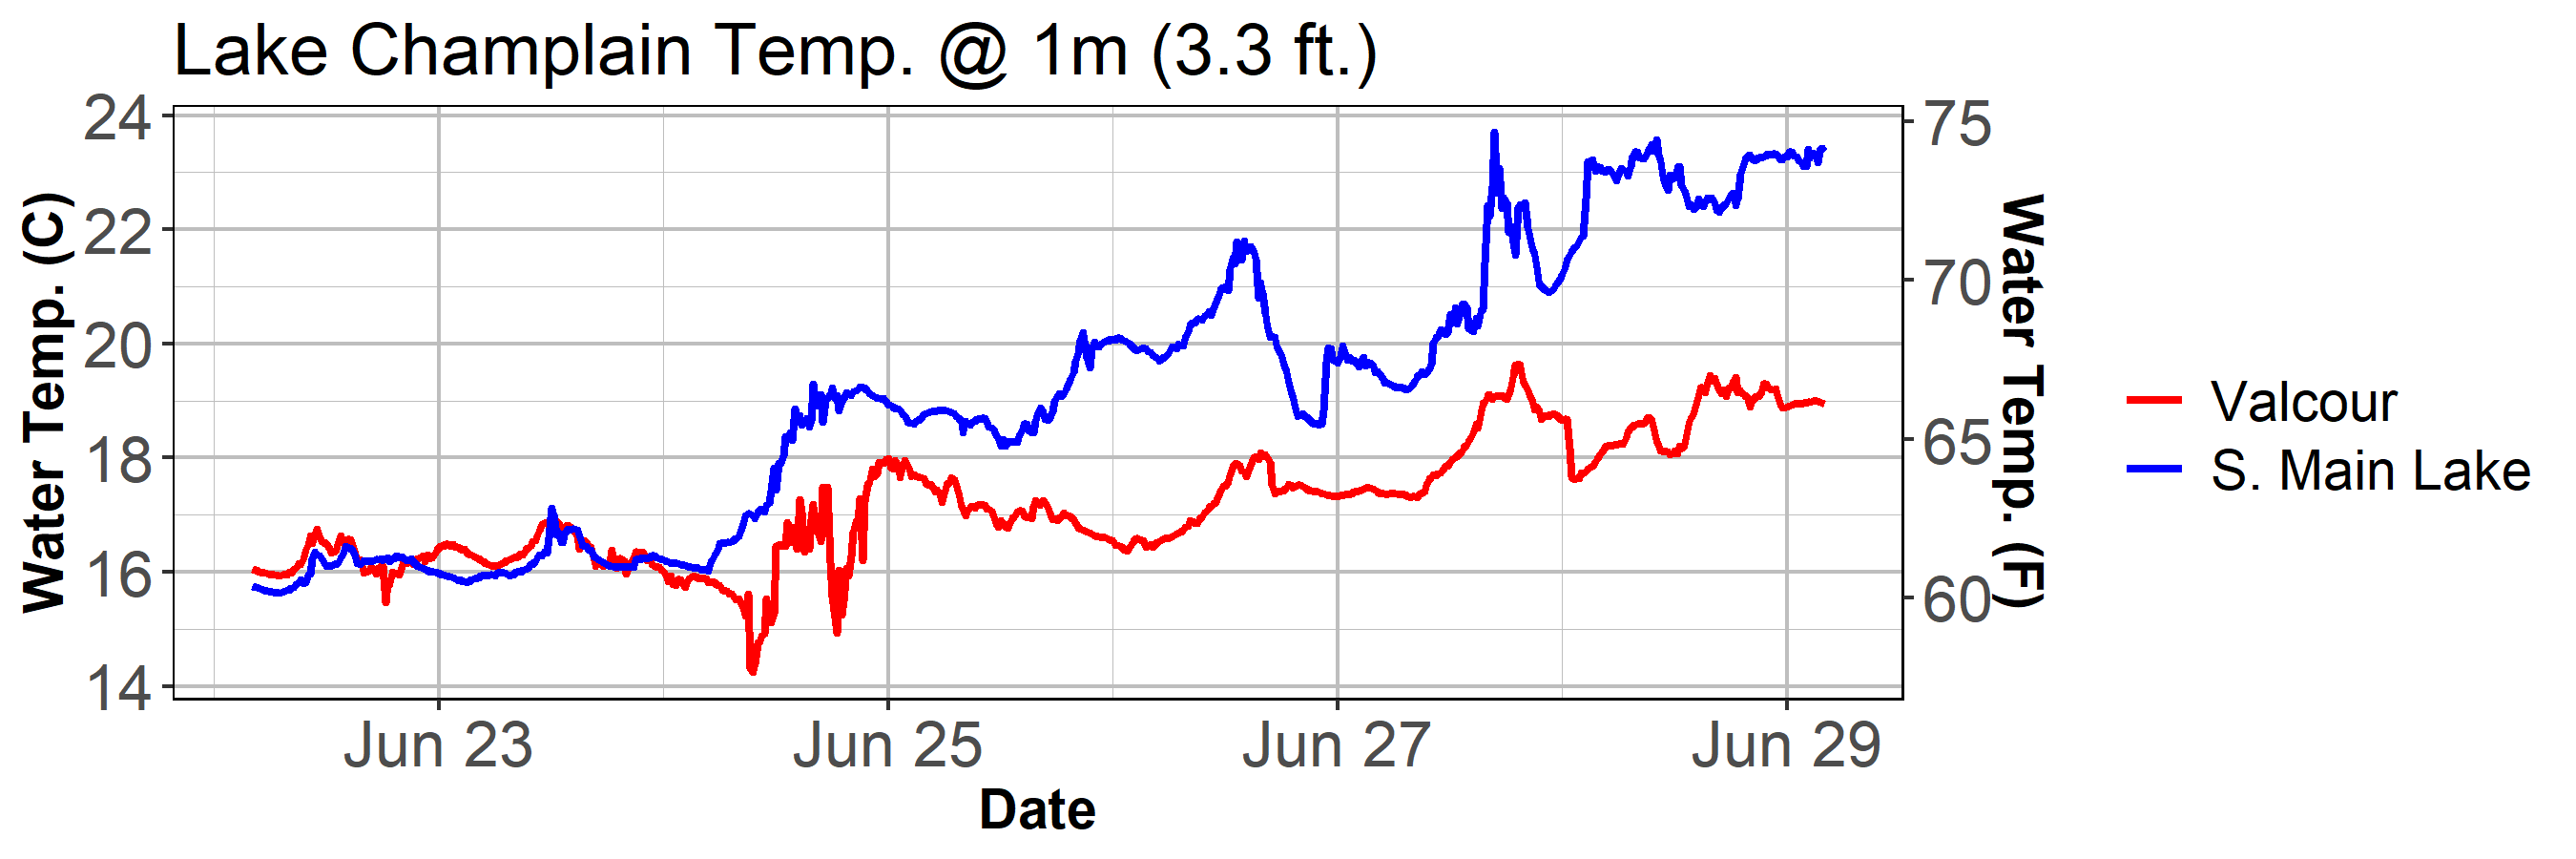 Lake Champlain Temp. @ 1m (3.3 ft.)
Water Temp. (C)
24
22
20
18
16
14
75
70
65
60
Water Temp. (F)
Jun 23
Jun 25
Jun 27
Jun 29
Date
Valcour
S. Main Lake